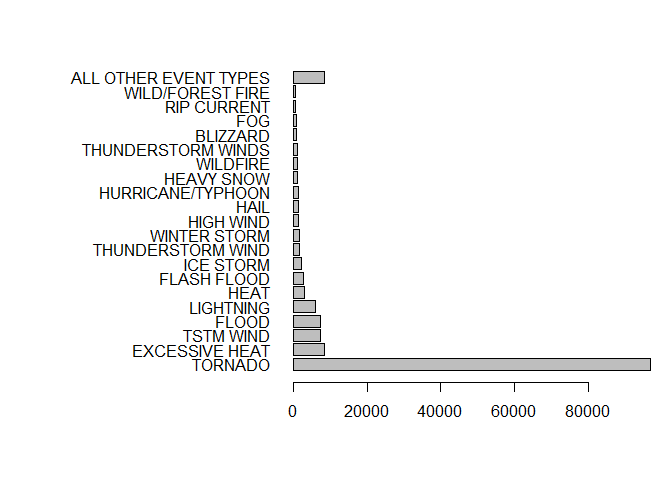 ALL OTHER EVENT TYPES
WILD/FOREST FIRE
RIP CURRENT
FOG
BLIZZARD
THUNDERSTORM WINDS
WILDFIRE
HEAVY SNOW
HURRICANE/TYPHOON
HAIL
HIGH WIND
WINTER STORM
THUNDERSTORM WIND
ICE STORM
FLASH FLOOD
HEAT
LIGHTNING
FLOOD
TSTM WIND
EXCESSIVE HEAT
TORNADO
0 20000 40000 60000 80000